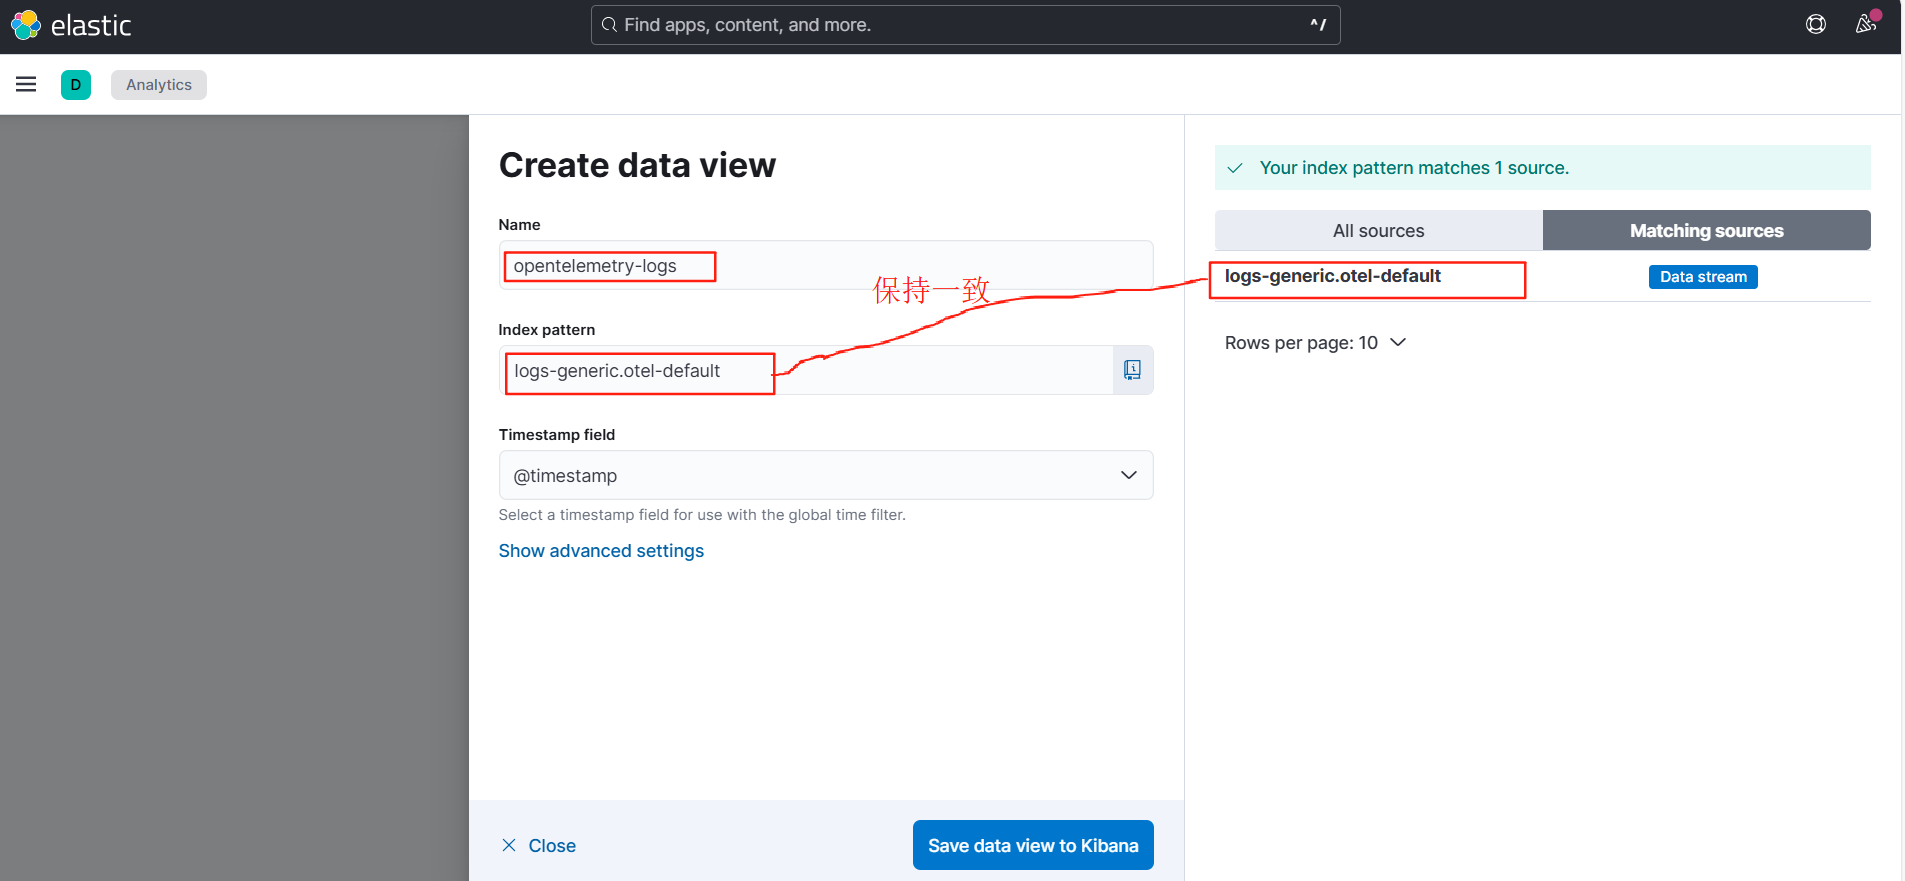 elastic
Find apps, content, and more.
^/
D
Analytics
Create data view
Name
opentelemetry-logs
保持一致
Index pattern
logs-generic.otel-default
Timestamp field
@timestamp
Select a timestamp field for use with the global time filter.
Show advanced settings
Close
Save data view to Kibana
Your index pattern matches 1 source.
All sources
Matching sources
logs-generic.otel-default
Data stream
Rows per page: 10